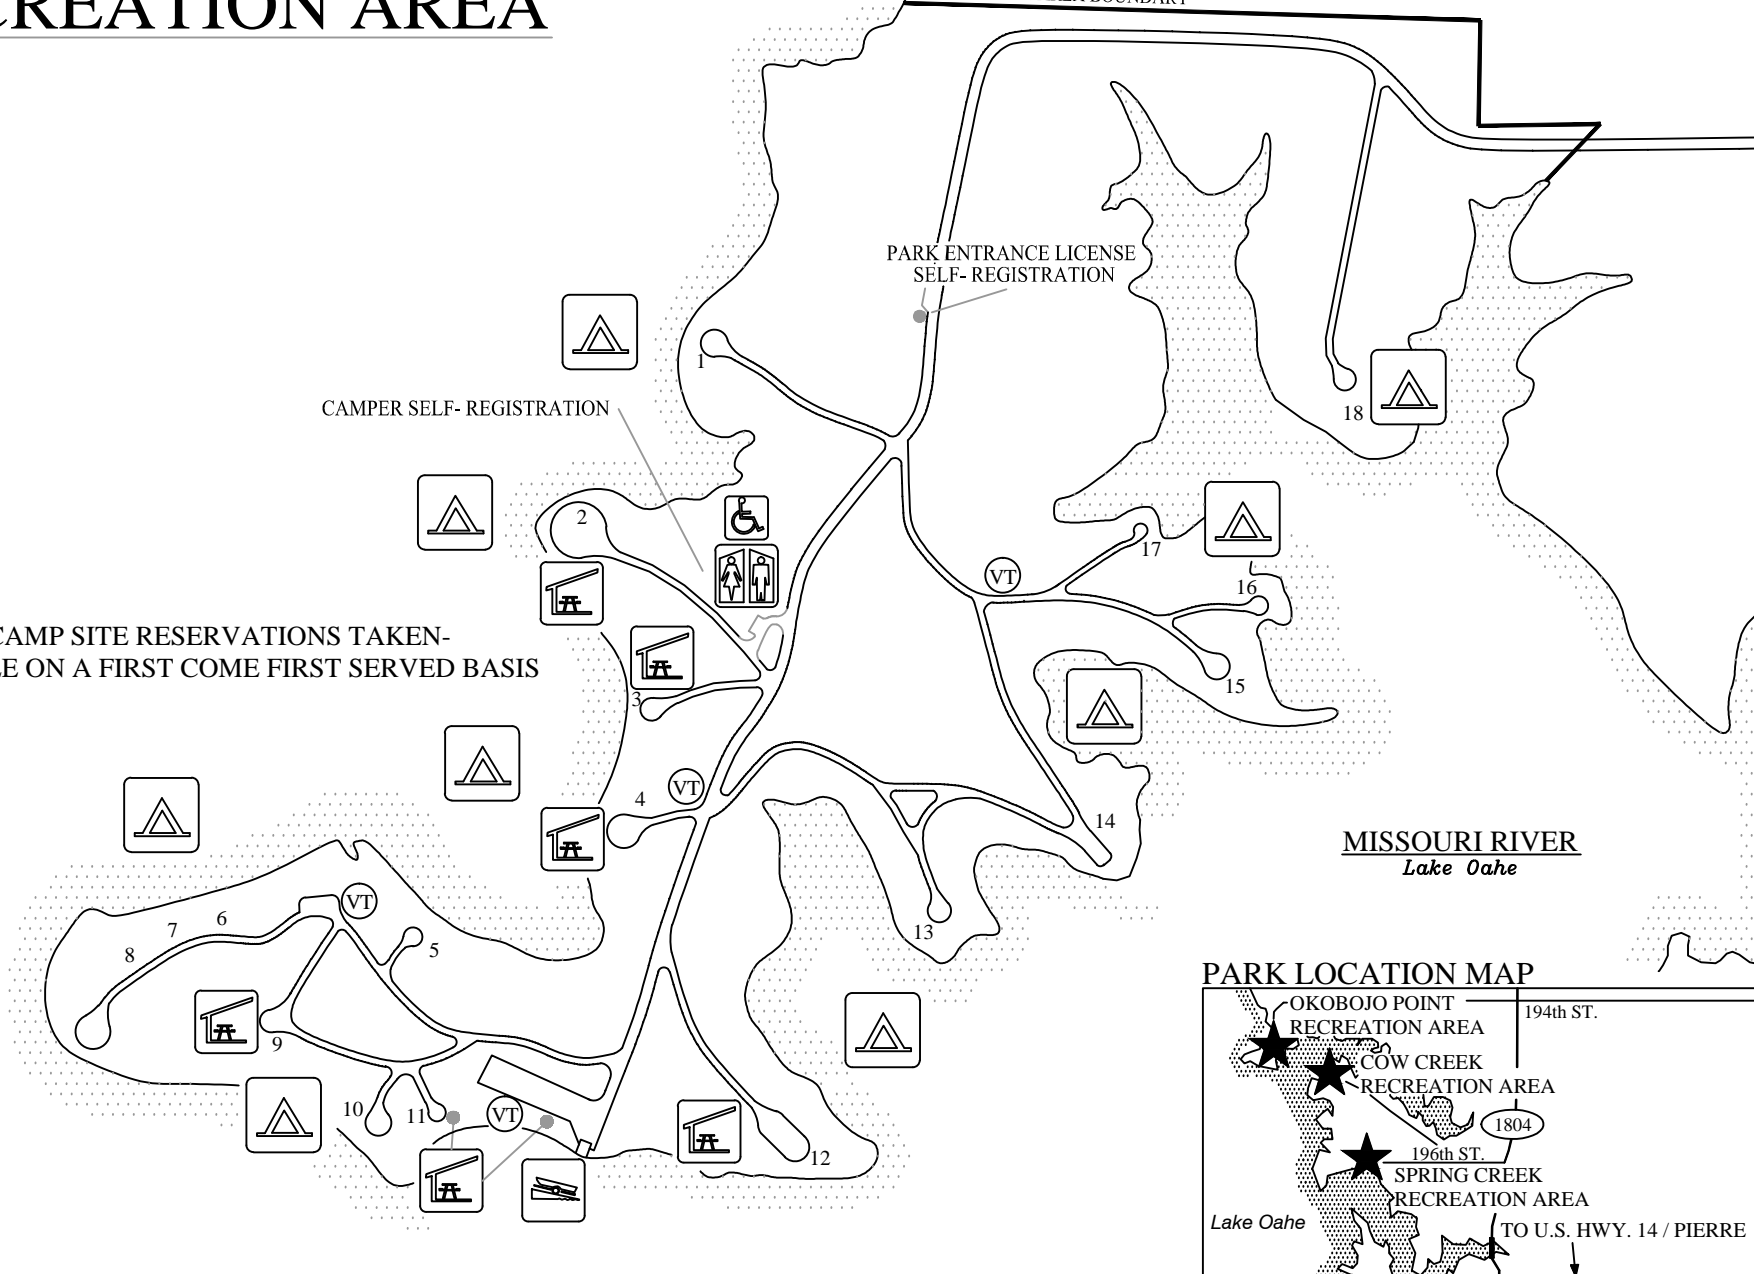 RECREATION AREA
BOUNDARY
PARK ENTRANCE LICENSE
SELF- REGISTRATION
1
18
CAMPER SELF- REGISTRATION
2
17
VT
16
CAMP SITE RESERVATIONS TAKEN-
ON A FIRST COME FIRST SERVED BASIS
3
15
VT
4
14
MISSOURI RIVER
Lake Oahe
VT
6
7
5
8
13
9
10
11
VT
12
PARK LOCATION MAP
OKOBOJO POINT
RECREATION AREA
194th ST.
COW CREEK
RECREATION AREA
1804
196th ST.
SPRING CREEK
RECREATION AREA
Lake Oahe
TO U.S. HWY. 14 / PIERRE